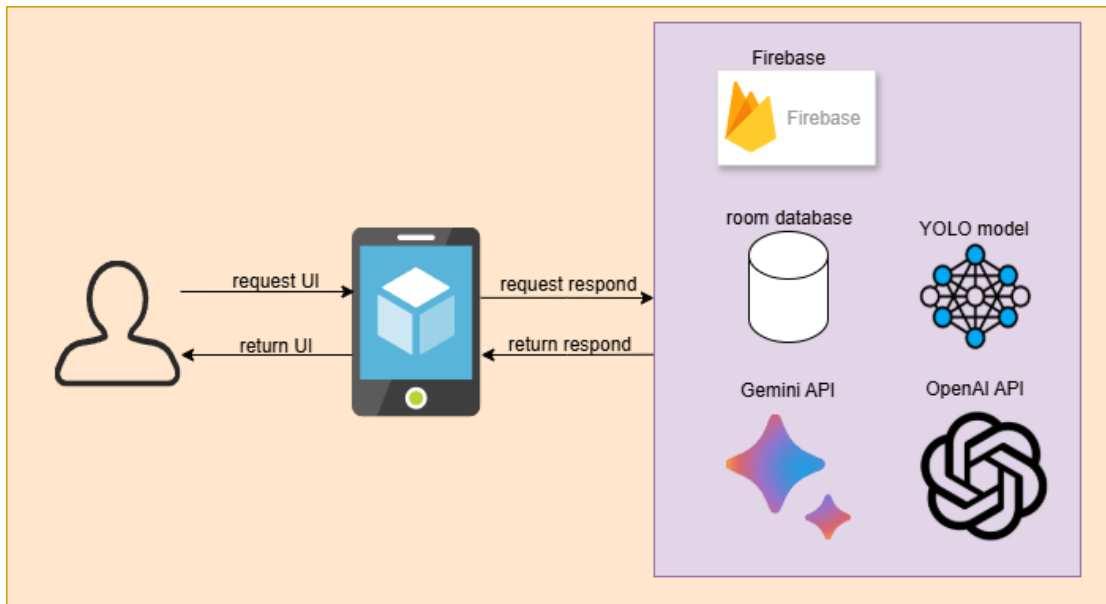 Firebase
Firebase
room database
YOLO model
request UI
request respond
return UI
return respond
Gemini API
OpenAI API